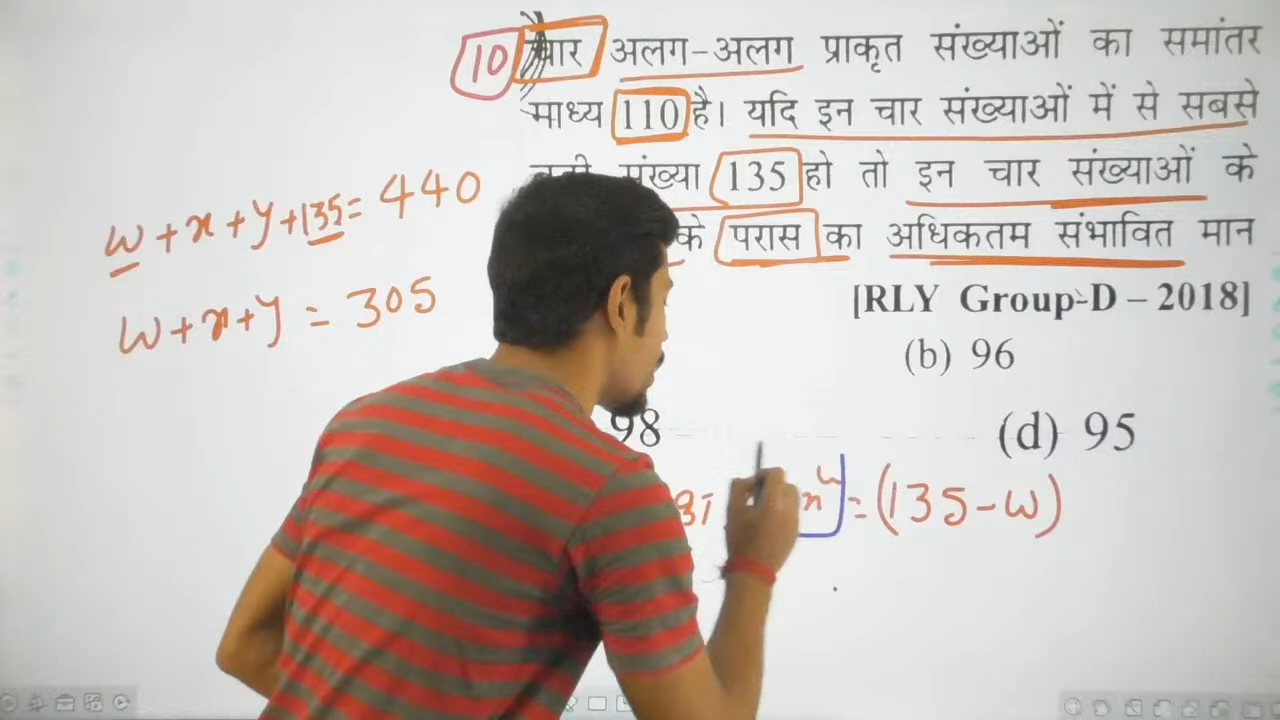 10 चार अलग-अलग प्राकृत संख्याओं का समांतर
माध्य 110 है। यदि इन चार संख्याओं में से सबसे
संख्या 135 हो तो इन चार संख्याओं के
के परास का अधिकतम संभावित मान
[RLY Group-D – 2018]
(b) 96
98 (d) 95
w + x + y + 135 = 440
w + x + y = 305
= (135 - w)